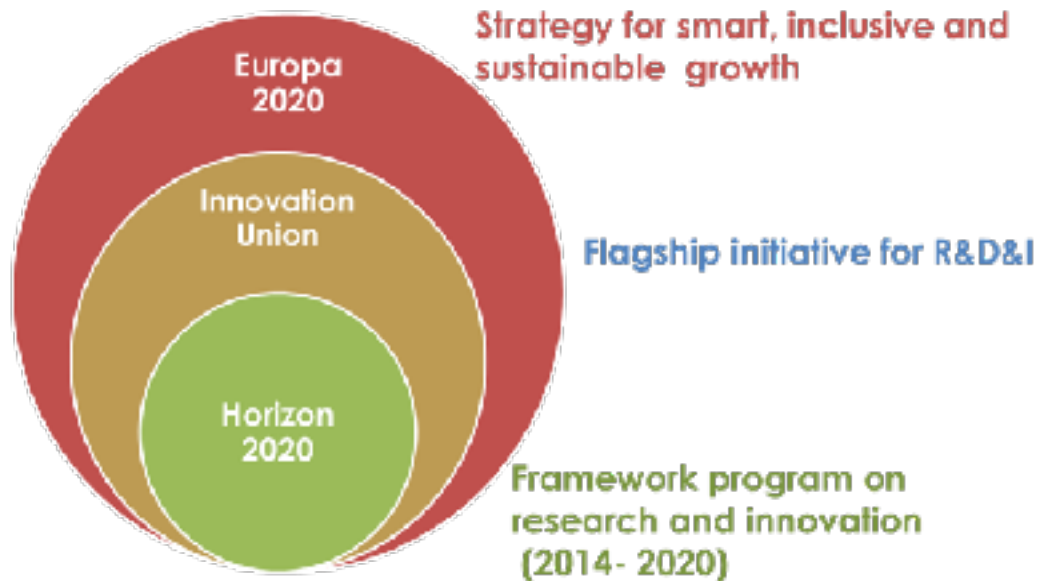 Europa
2020
Strategy for smart, inclusive and
sustainable growth
Innovation
Union
Flagship initiative for R&D&I
Horizon
2020
Framework program on
research and innovation
(2014- 2020)